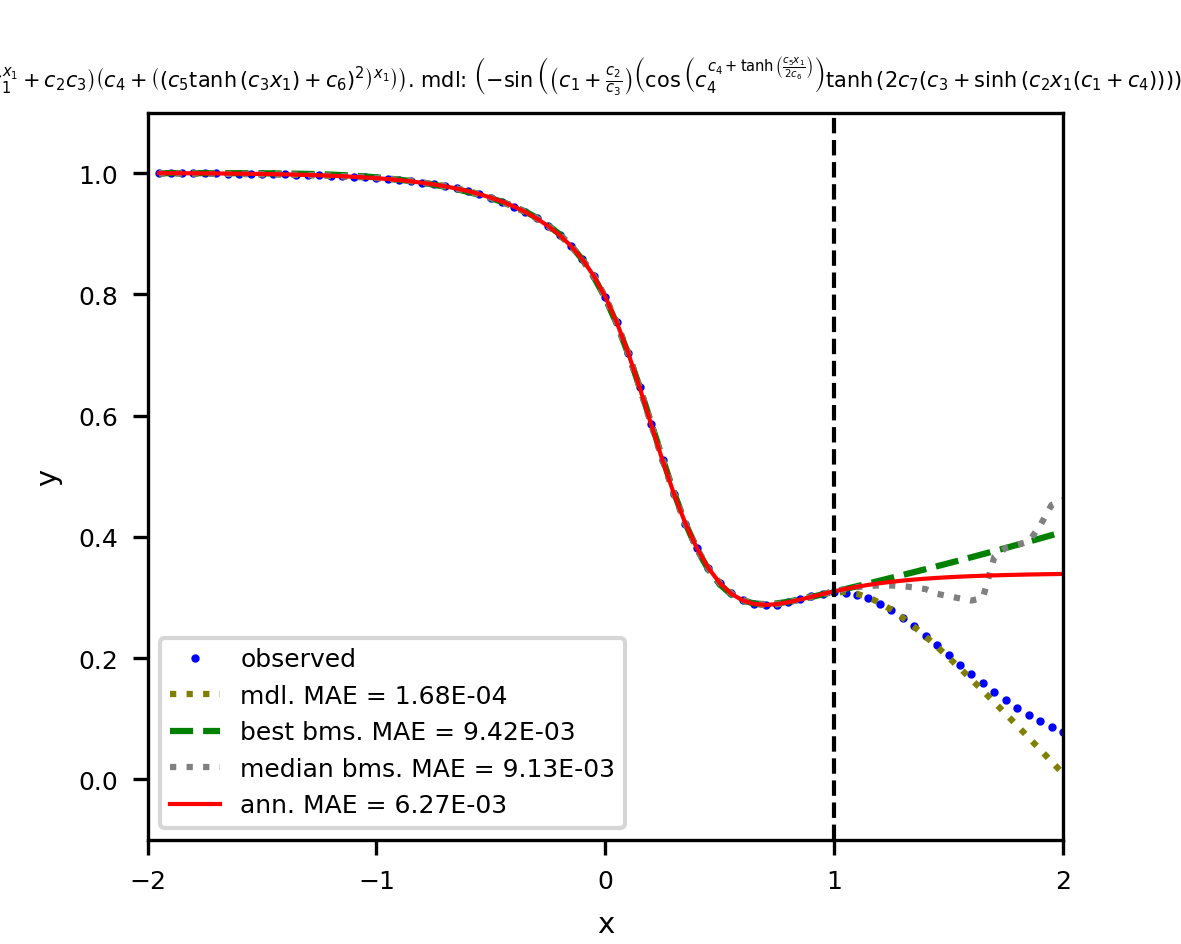 $_1^{x_1} + c_2c_3)(c_4 + ((c_5\tanh(c_3x_1) + c_6)^2)^{x_1})). mdl: (-\sin((c_1 + \frac{c_2}{c_3})(\cos(c_4^{c_4 + \tanh(\frac{c_5x_1}{2c_6})})\tanh(2c_7(c_3 + \sinh(c_2x_1(c_1 + c_4))))
1.0
0.8
0.6
0.4
0.2
0.0
y
observed
mdl. MAE = 1.68E-04
best bms. MAE = 9.42E-03
median bms. MAE = 9.13E-03
ann. MAE = 6.27E-03
−2 −1 0 1 2
x